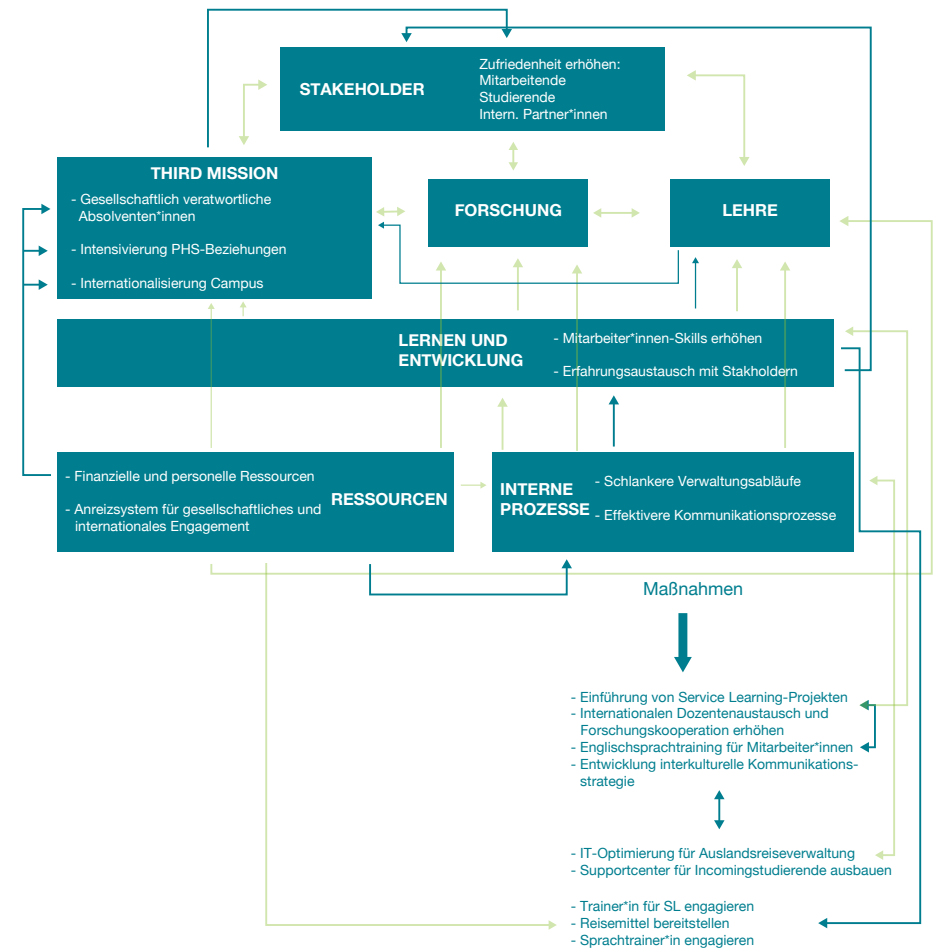 STAKEHOLDER
Zufriedenheit erhöhen:
Mitarbeitende
Studierende
Intern. Partner*innen
THIRD MISSION
- Gesellschaftlich veratwortliche
Absolventen*innen
- Intensivierung PHS-Beziehungen
- Internationalisierung Campus
FORSCHUNG
LEHRE
LERNEN UND
ENTWICKLUNG
- Mitarbeiter*innen-Skills erhöhen
- Erfahrungsaustausch mit Stakholdern
- Finanzielle und personelle Ressourcen
- Anreizsystem für gesellschaftliches und
internationales Engagement
RESSOURCEN
INTERNE
PROZESSE
- Schlankere Verwaltungsabläufe
- Effektivere Kommunikationsprozesse
Maßnahmen
- Einführung von Service Learning-Projekten
- Internationalen Dozentenaustausch und
Forschungskooperation erhöhen
- Englischsprachtraining für Mitarbeiter*innen
- Entwicklung interkulturelle Kommunikations-
strategie
- IT-Optimierung für Auslandsreiseverwaltung
- Supportcenter für Incomingstudierende ausbauen
- Trainer*in für SL engagieren
- Reisemittel bereitstellen
- Sprachtrainer*in engagieren